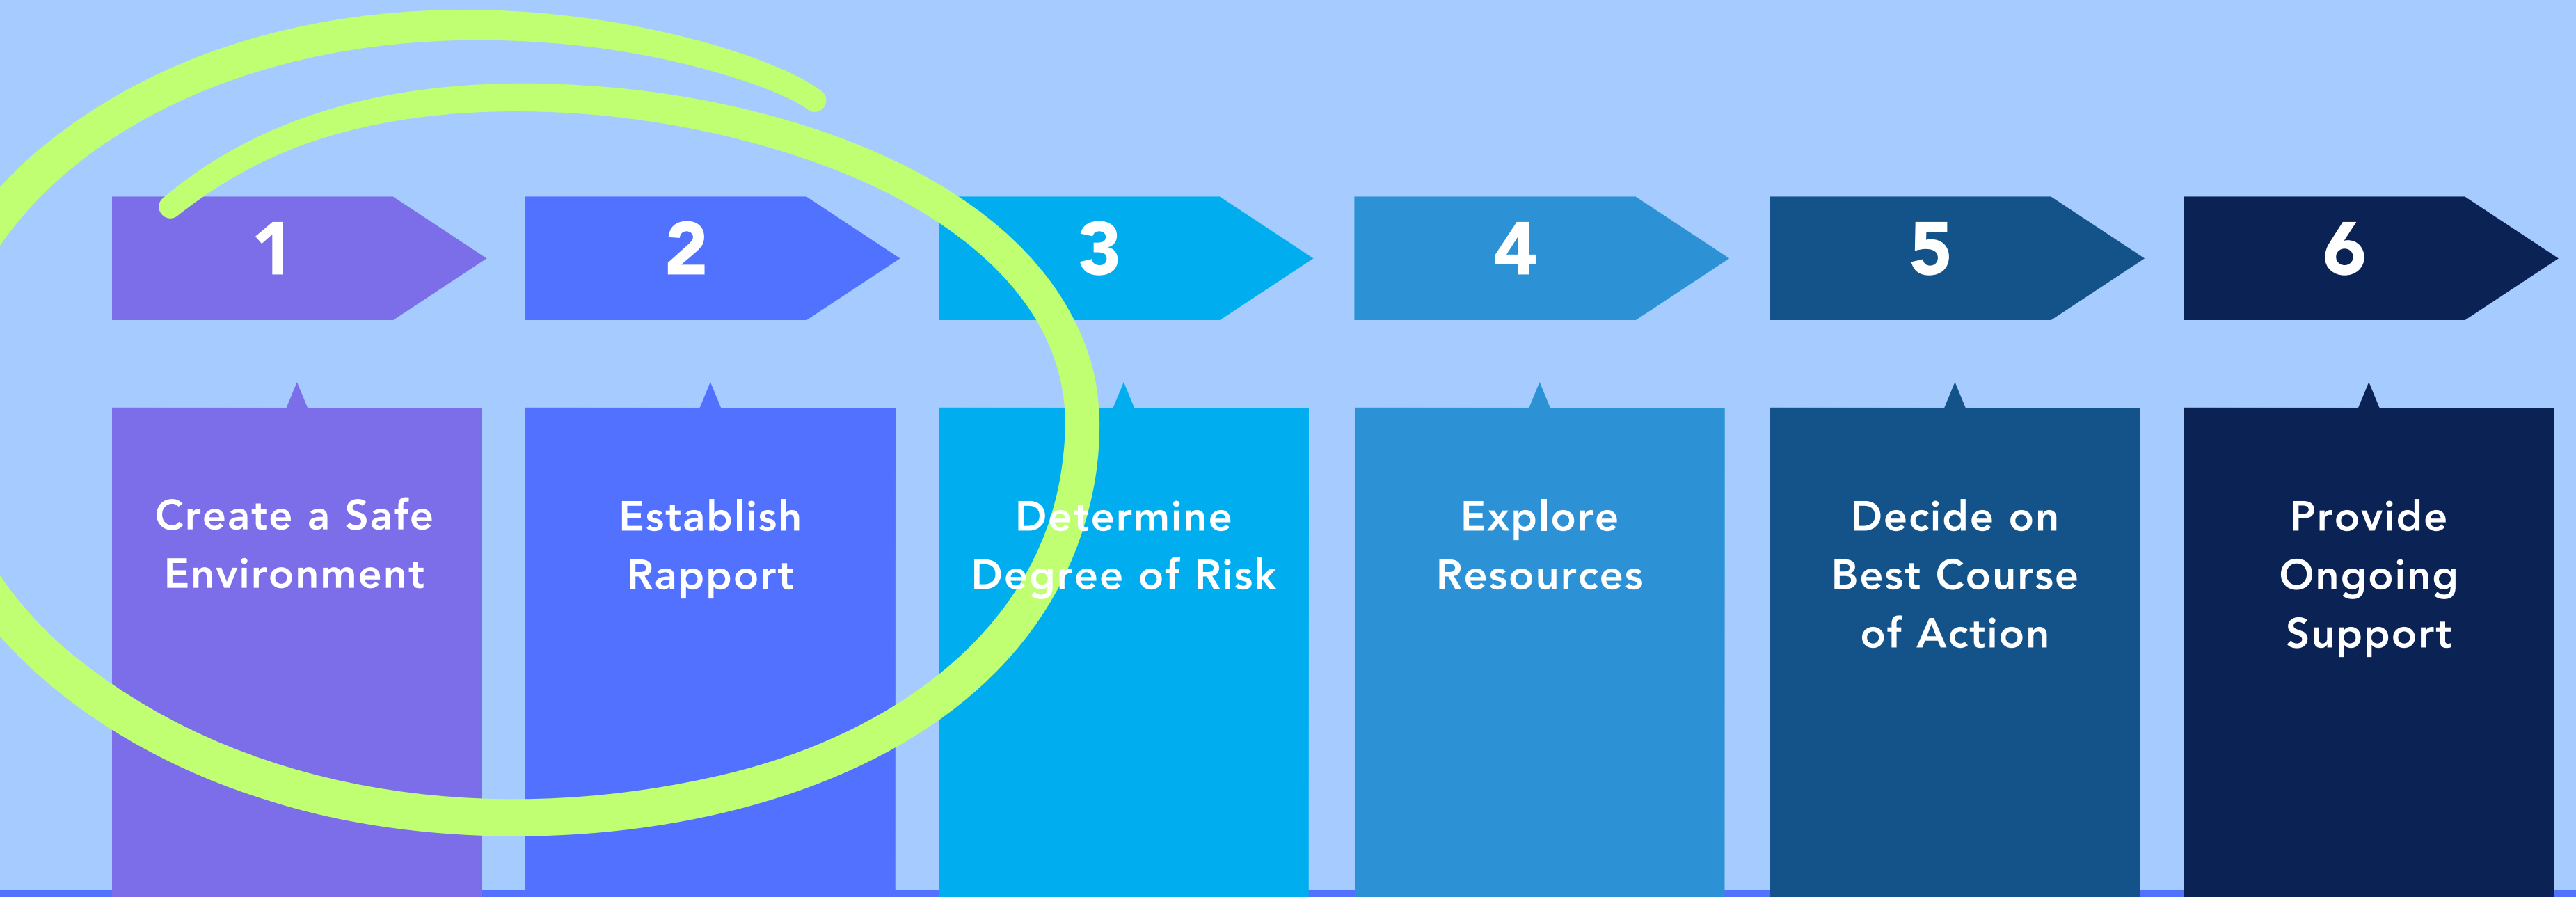 1
2
3
4
5
6
Create a Safe
Environment
Establish
Rapport
Determine
Degree of Risk
Explore
Resources
Decide on
Best Course
of Action
Provide
Ongoing
Support